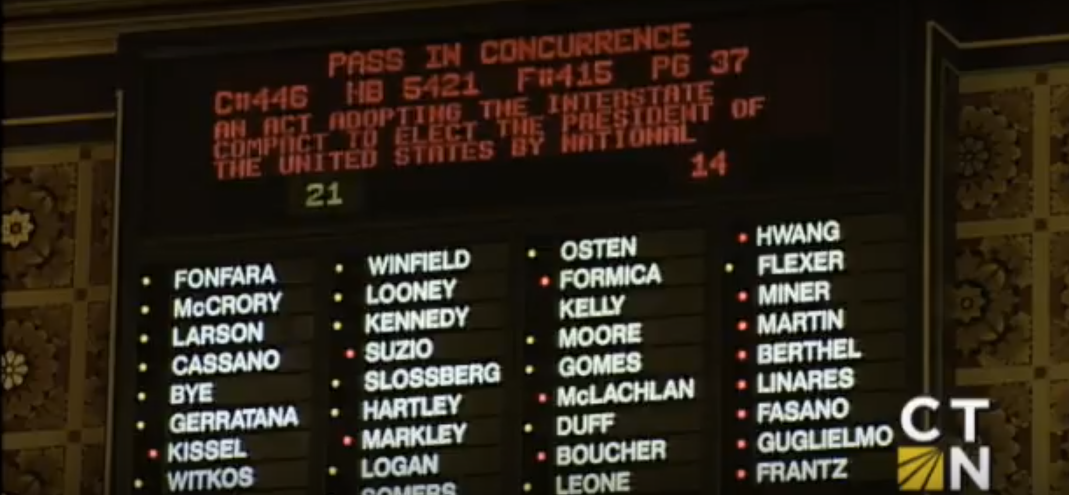 PASS IN CONCURRENCE
C#446 HB 5421 F#415 PG 37
AN ACT ADOPTING THE INTERSTATE
COMPACT TO ELECT THE PRESIDENT OF
THE UNITED STATES BY NATIONAL
21 14
FONFARA
McCRORY
LARSON
CASSANO
BYE
GERRATANA
KISSEL
WITKOS
WINFIELD
LOONEY
KENNEDY
SUZIO
SLOSSBERG
HARTLEY
MARKLEY
LOGAN
SOMERS
OSTEN
FORMICA
KELLY
MOORE
GOMES
McLACHLAN
DUFF
BOUCHER
LEONE
HWANG
FLEXER
MINER
MARTIN
BERTHEL
LINARES
FASANO
GUGLIELMO
FRANTZ
CT
N